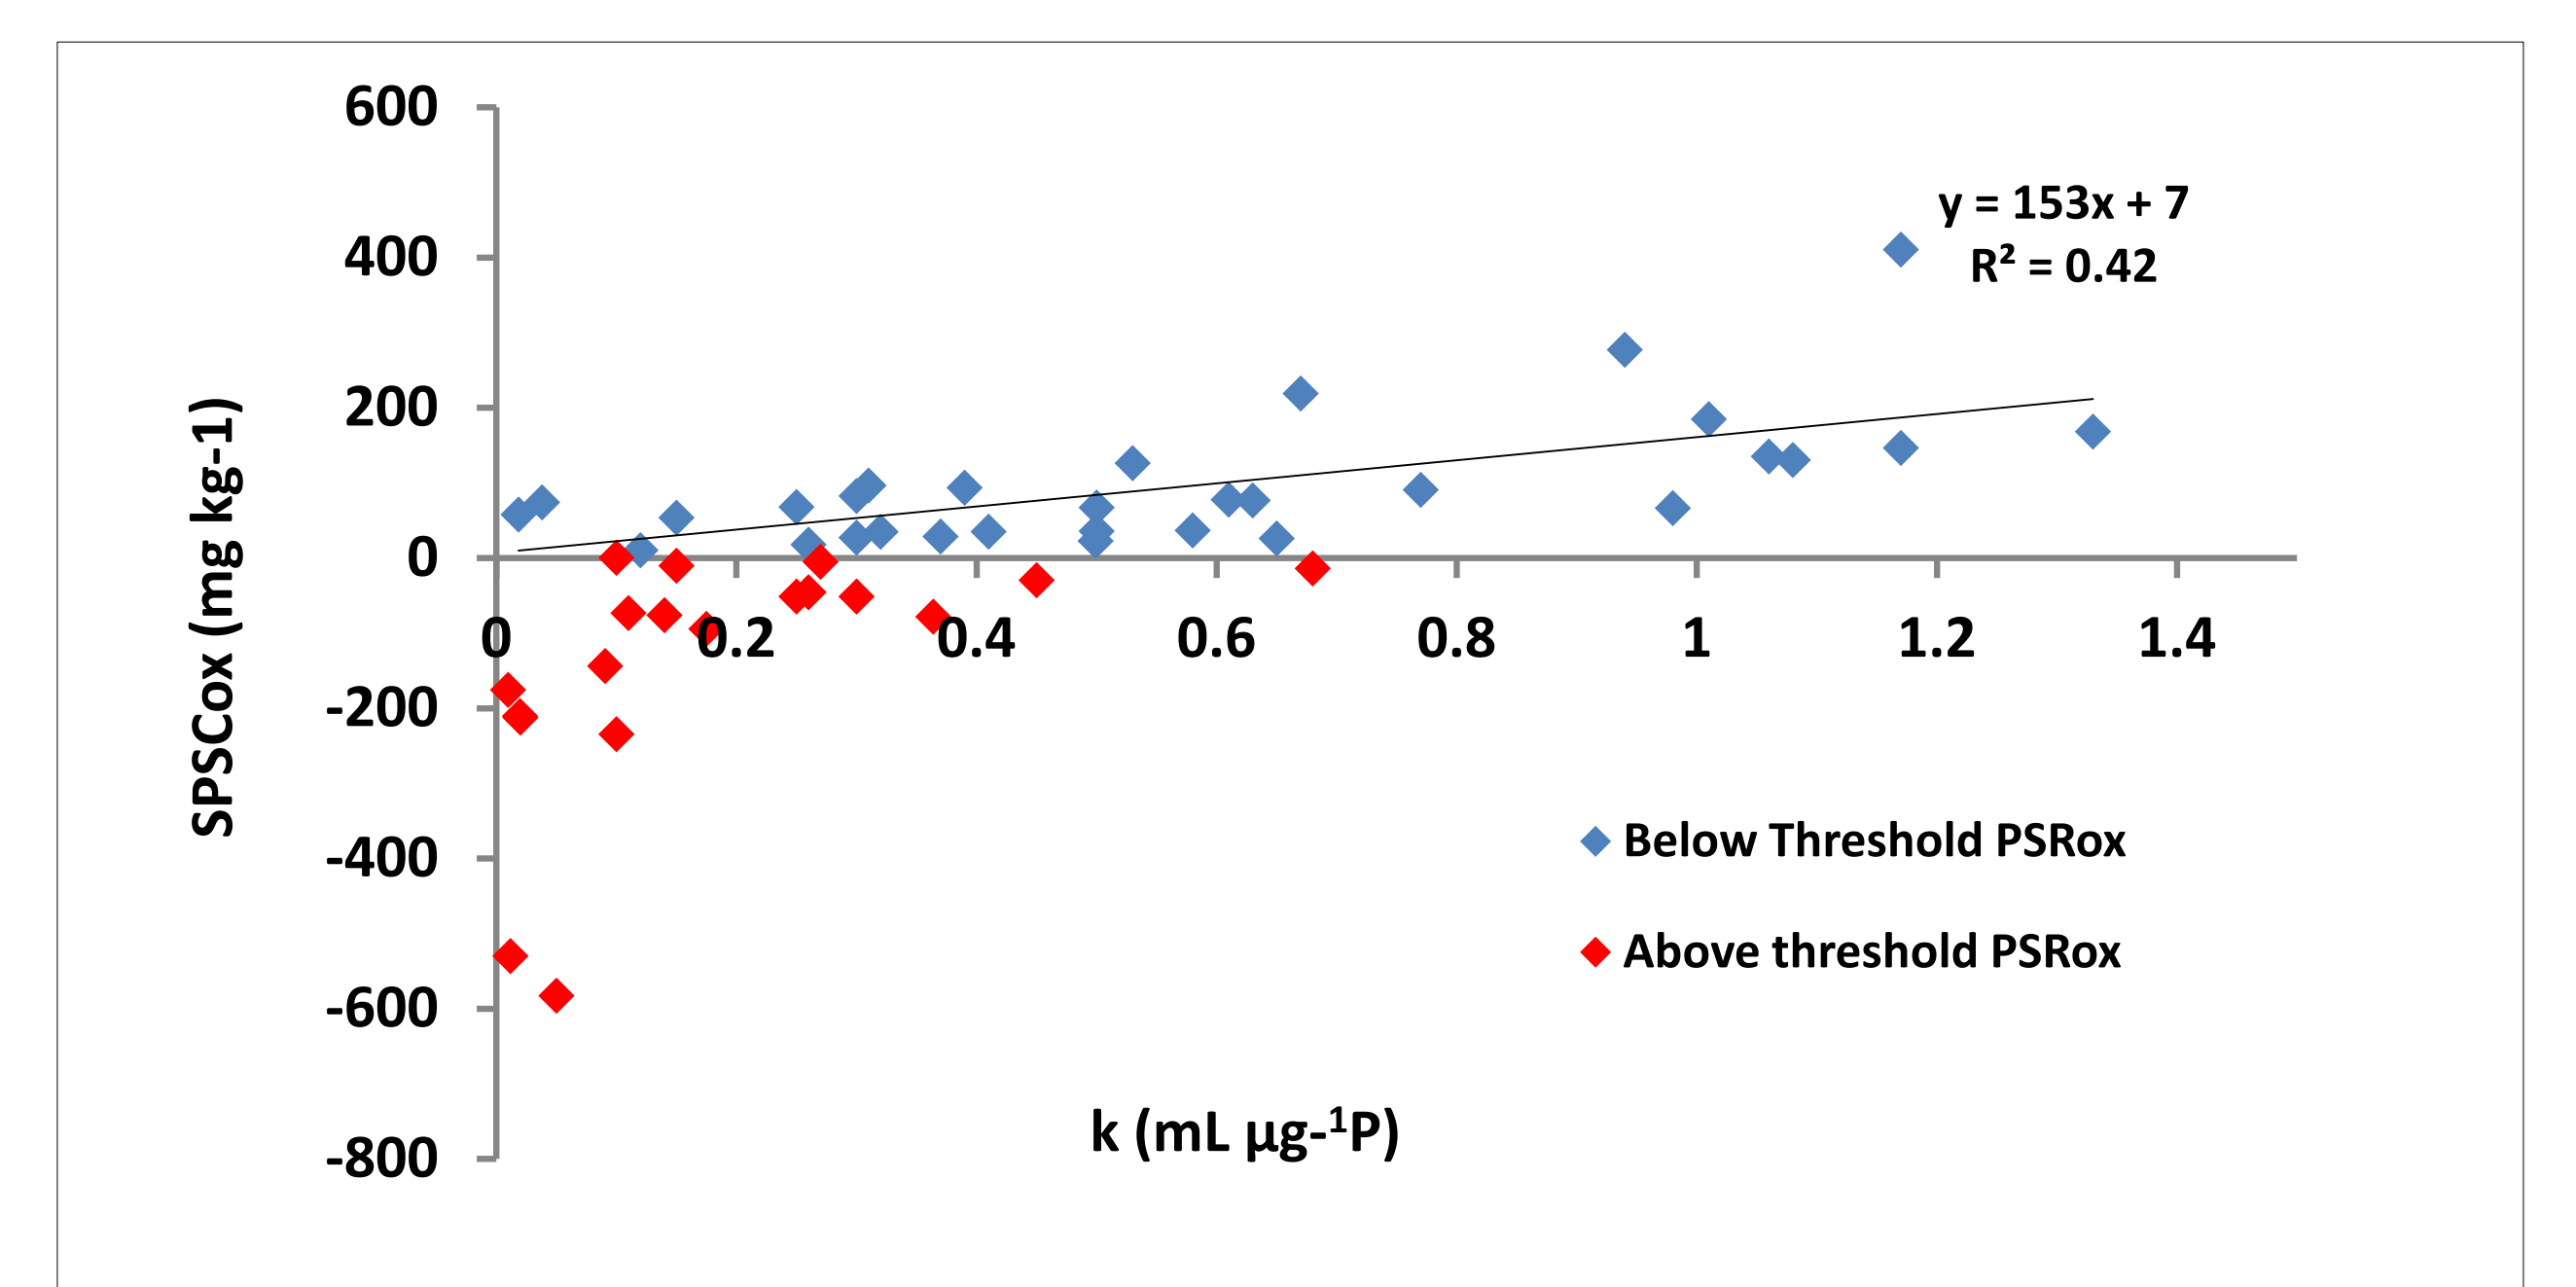 600
y = 153x + 7
400
R² = 0.42
200
0
0 0.2 0.4 0.6 0.8 1 1.2 1.4
-200
-400
-600
-800
SPSCox (mg kg-1)
Below Threshold PSRox
Above threshold PSRox
k (mL µg-¹P)